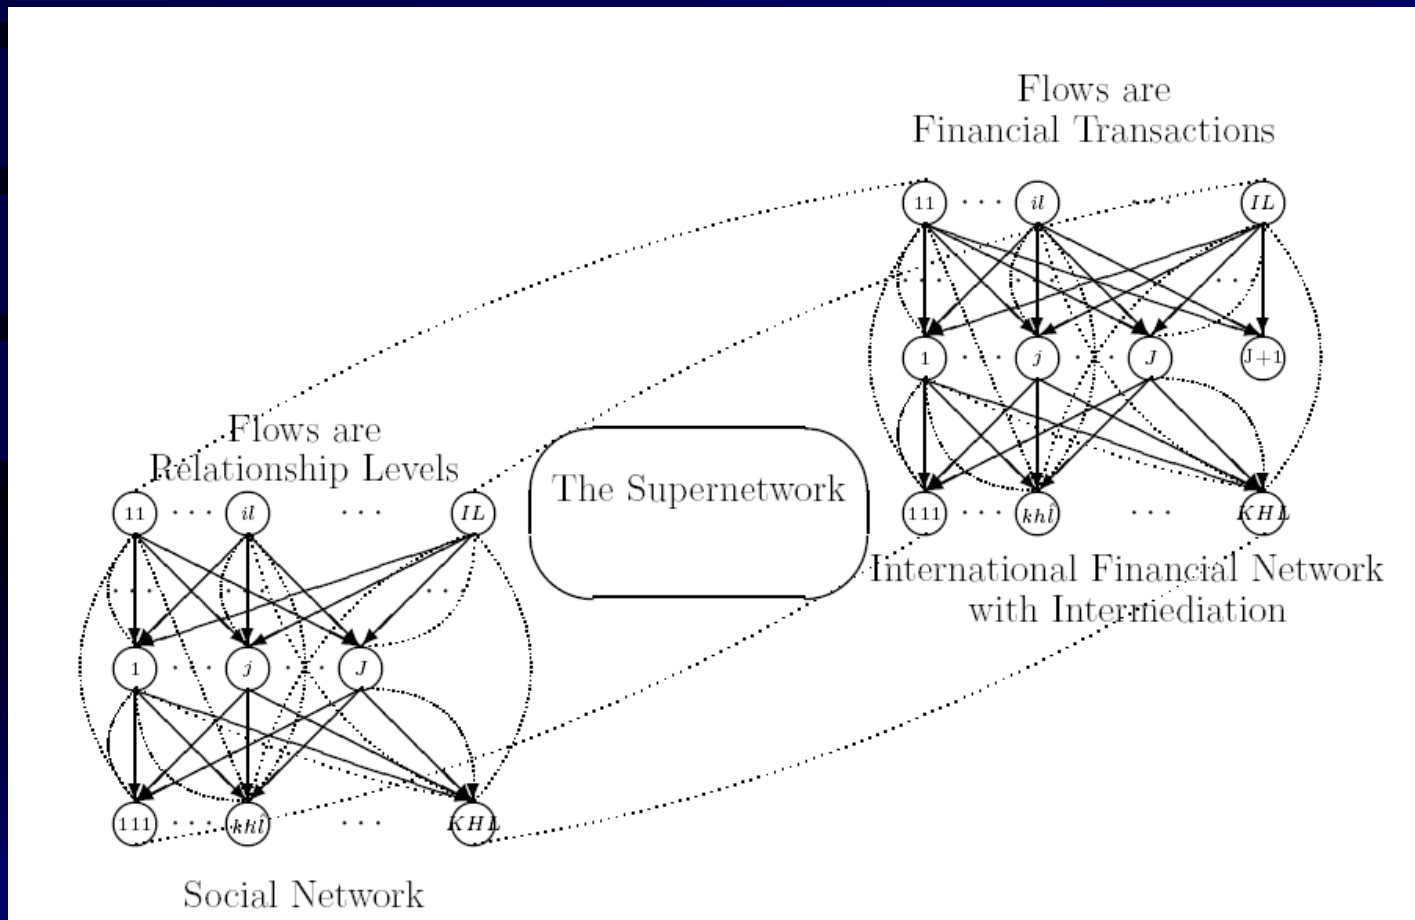 Flows are
Financial Transactions
11 · · · il · · · IL
1 · · · j · · · J J+1
111 · · · khl̂ · · · KHL
International Financial Network
with Intermediation
The Supernetwork
Flows are
Relationship Levels
11 · · · il · · · IL
1 · · · j · · · J
111 · · · khl̂ · · · KHL
Social Network